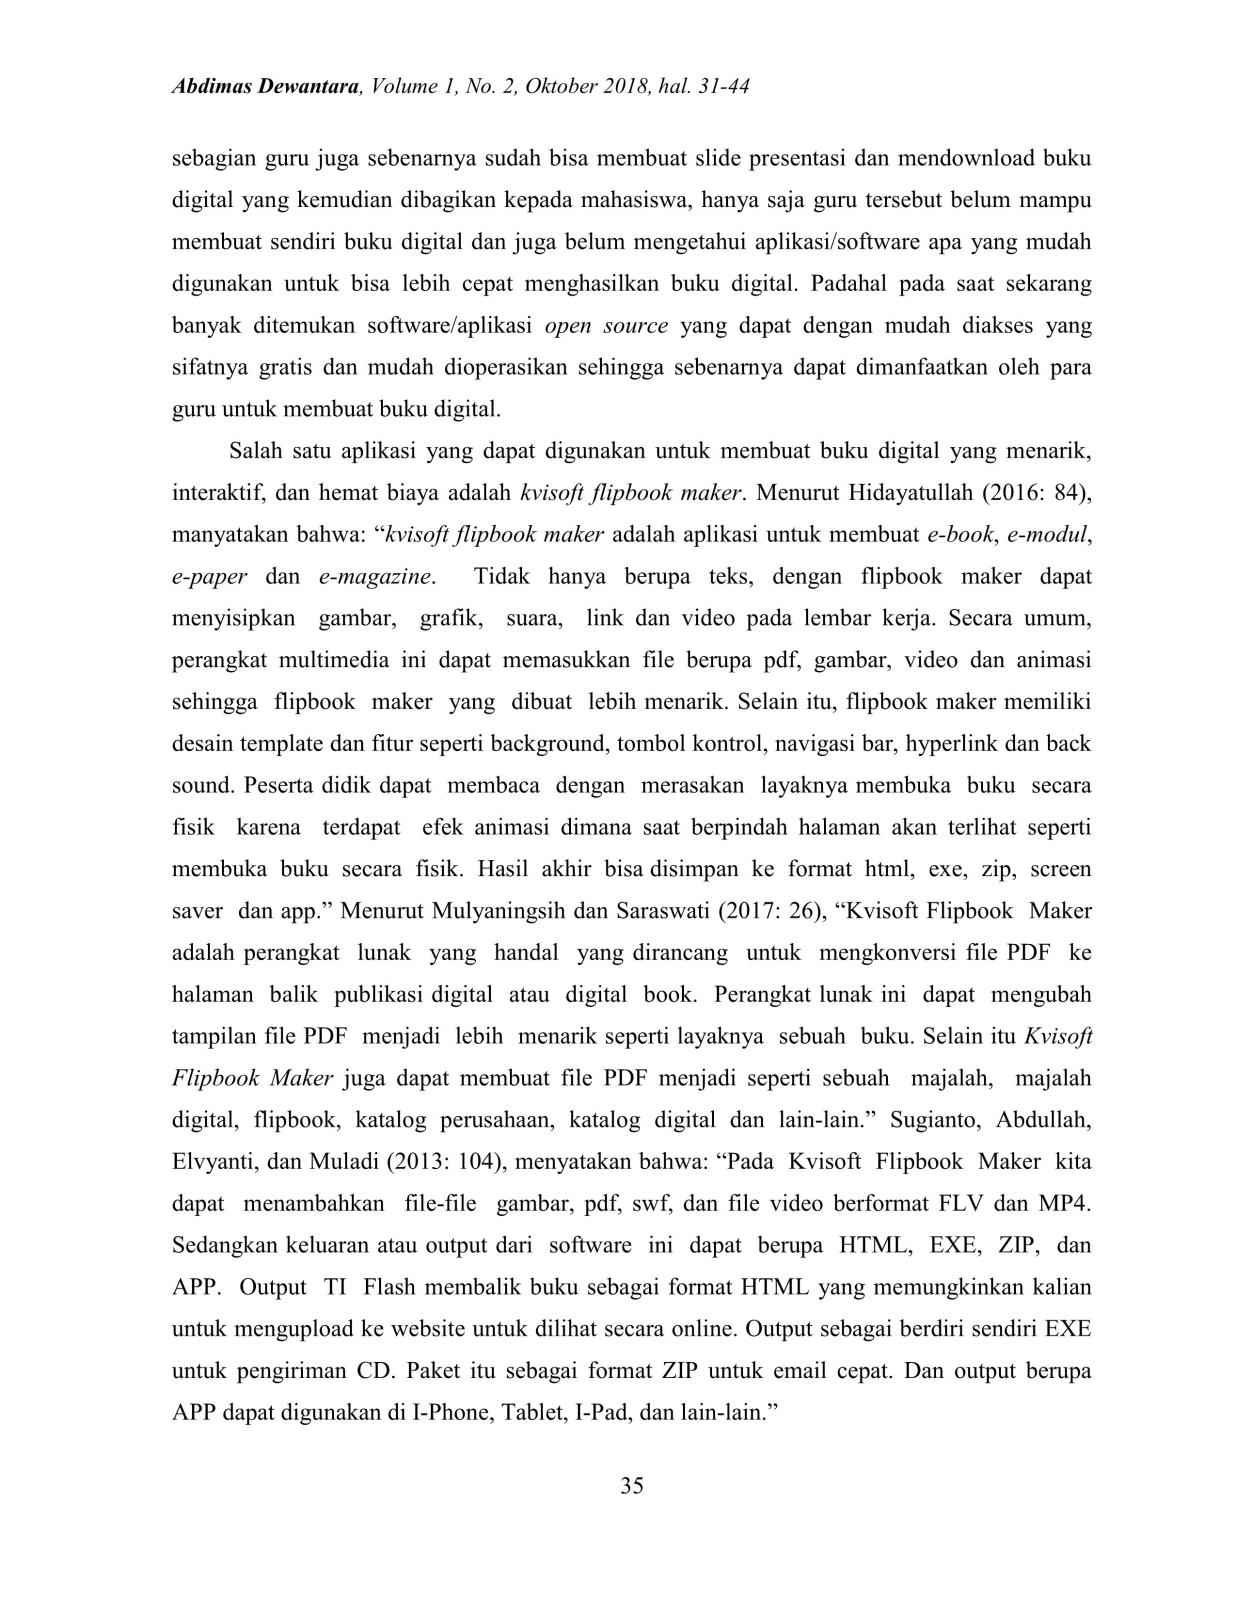 Abdimas Dewantara, Volume 1, No. 2, Oktober 2018, hal. 31-44
sebagian guru juga sebenarnya sudah bisa membuat slide presentasi dan mendownload buku
digital yang kemudian dibagikan kepada mahasiswa, hanya saja guru tersebut belum mampu
membuat sendiri buku digital dan juga belum mengetahui aplikasi/software apa yang mudah
digunakan untuk bisa lebih cepat menghasilkan buku digital. Padahal pada saat sekarang
banyak ditemukan software/aplikasi open source yang dapat dengan mudah diakses yang
sifatnya gratis dan mudah dioperasikan sehingga sebenarnya dapat dimanfaatkan oleh para
guru untuk membuat buku digital.
Salah satu aplikasi yang dapat digunakan untuk membuat buku digital yang menarik,
interaktif, dan hemat biaya adalah kvisoft flipbook maker. Menurut Hidayatullah (2016: 84),
manyatakan bahwa: “kvisoft flipbook maker adalah aplikasi untuk membuat e-book, e-modul,
e-paper dan e-magazine. Tidak hanya berupa teks, dengan flipbook maker dapat
menyisipkan gambar, grafik, suara, link dan video pada lembar kerja. Secara umum,
perangkat multimedia ini dapat memasukkan file berupa pdf, gambar, video dan animasi
sehingga flipbook maker yang dibuat lebih menarik. Selain itu, flipbook maker memiliki
desain template dan fitur seperti background, tombol kontrol, navigasi bar, hyperlink dan back
sound. Peserta didik dapat membaca dengan merasakan layaknya membuka buku secara
fisik karena terdapat efek animasi dimana saat berpindah halaman akan terlihat seperti
membuka buku secara fisik. Hasil akhir bisa disimpan ke format html, exe, zip, screen
saver dan app.” Menurut Mulyaningsih dan Saraswati (2017: 26), “Kvisoft Flipbook Maker
adalah perangkat lunak yang handal yang dirancang untuk mengkonversi file PDF ke
halaman balik publikasi digital atau digital book. Perangkat lunak ini dapat mengubah
tampilan file PDF menjadi lebih menarik seperti layaknya sebuah buku. Selain itu Kvisoft
Flipbook Maker juga dapat membuat file PDF menjadi seperti sebuah majalah, majalah
digital, flipbook, katalog perusahaan, katalog digital dan lain-lain.” Sugianto, Abdullah,
Elvyanti, dan Muladi (2013: 104), menyatakan bahwa: “Pada Kvisoft Flipbook Maker kita
dapat menambahkan file-file gambar, pdf, swf, dan file video berformat FLV dan MP4.
Sedangkan keluaran atau output dari software ini dapat berupa HTML, EXE, ZIP, dan
APP. Output TI Flash membalik buku sebagai format HTML yang memungkinkan kalian
untuk mengupload ke website untuk dilihat secara online. Output sebagai berdiri sendiri EXE
untuk pengiriman CD. Paket itu sebagai format ZIP untuk email cepat. Dan output berupa
APP dapat digunakan di I-Phone, Tablet, I-Pad, dan lain-lain.”
35